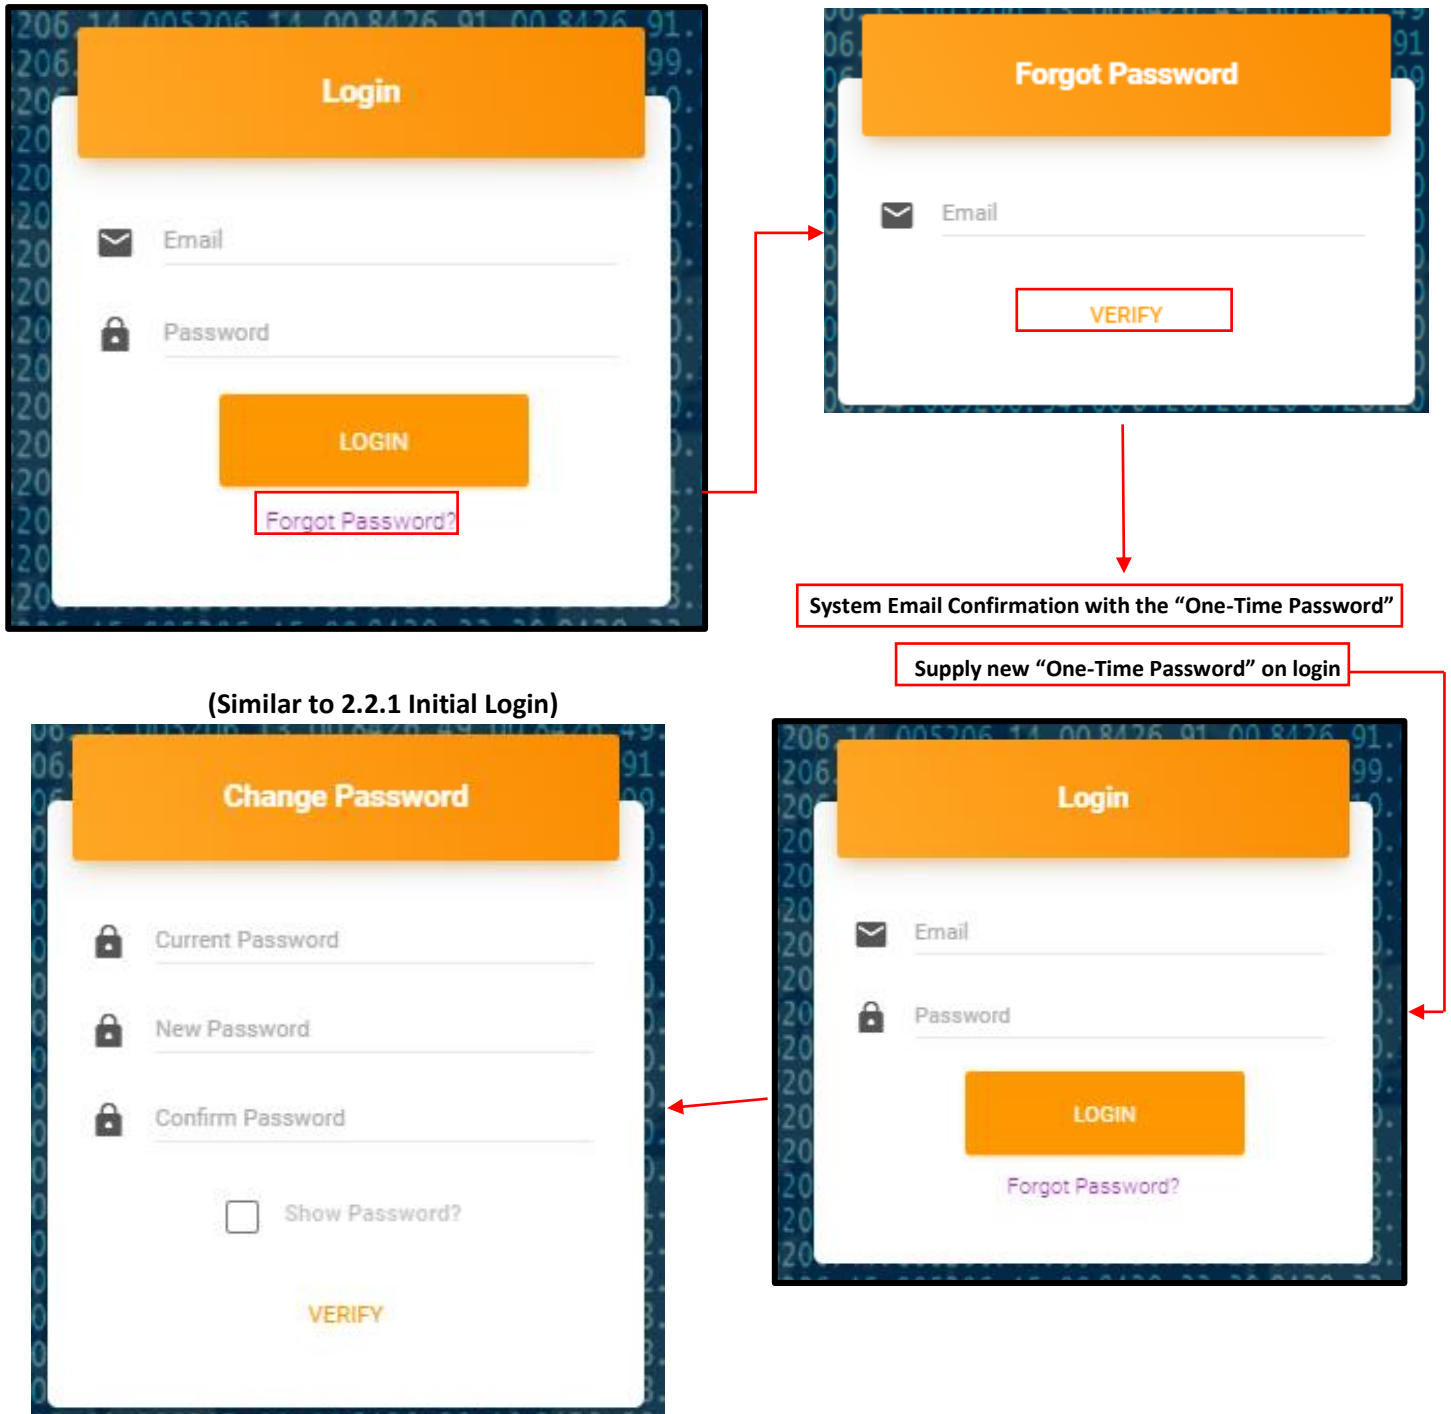 Login
Email
Password
LOGIN
Forgot Password?
Forgot Password
Email
VERIFY
System Email Confirmation with the “One-Time Password”
Supply new “One-Time Password” on login
(Similar to 2.2.1 Initial Login)
Login
Email
Password
LOGIN
Forgot Password?
Change Password
Current Password
New Password
Confirm Password
Show Password?
VERIFY